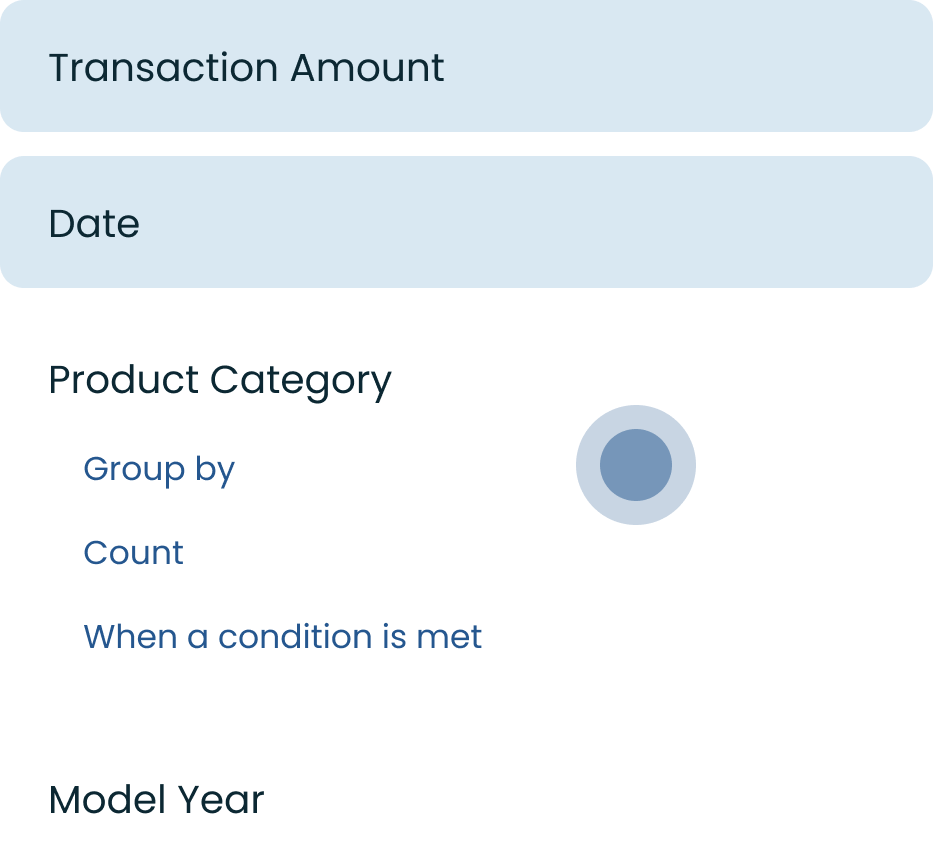 Transaction Amount
Date
Product Category
Group by
Count
When a condition is met
Model Year